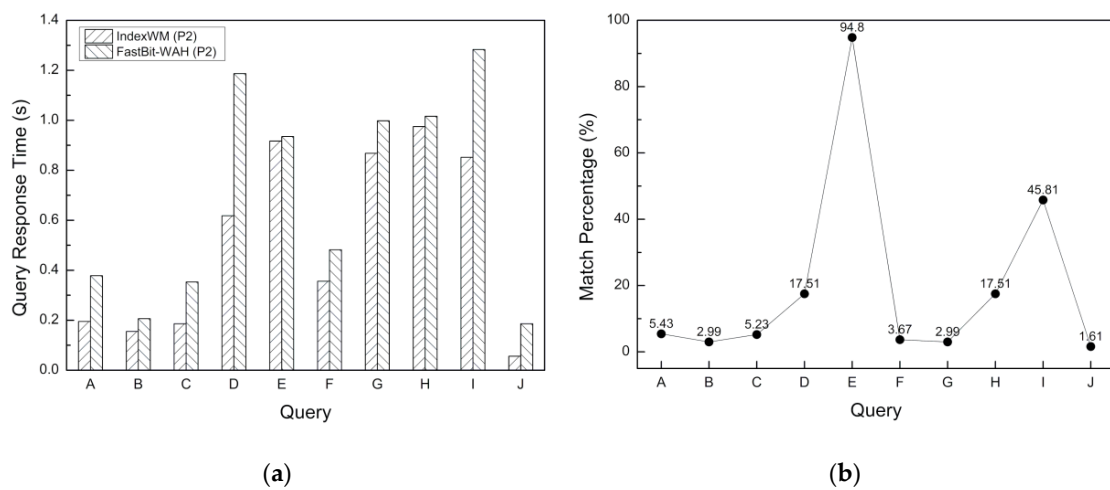 1.4
1.2
1.0
0.8
0.6
0.4
0.2
0.0
Query Response Time (s)
IndexWM (P2)
FastBit-WAH (P2)
A B C D E F G H I J
Query
(a)
100
80
60
40
20
0
Match Percentage (%)
5.43
2.99
5.23
17.51
94.8
3.67
2.99
17.51
45.81
1.61
A B C D E F G H I J
Query
(b)